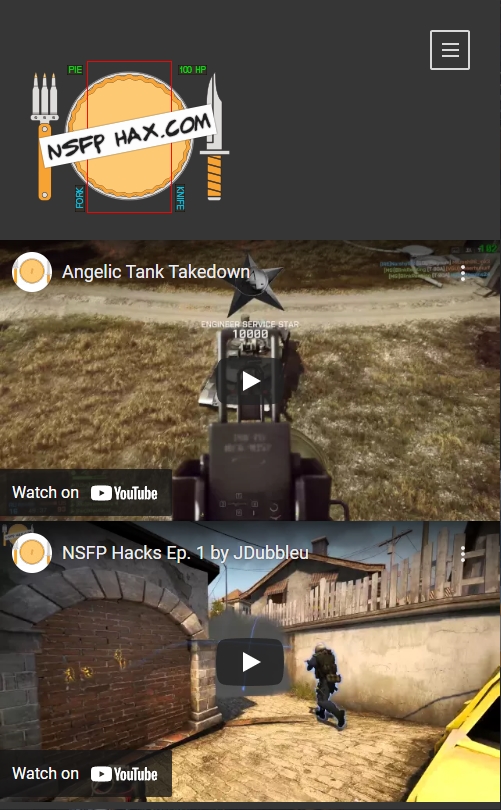 PIE
100 HP
NSFP HAX.COM
FORK
KNIFE
Angelic Tank Takedown
ENGINEER SERVICE STAR
10000
Watch on YouTube
NSFP Hacks Ep. 1 by JDubbleu
Watch on YouTube